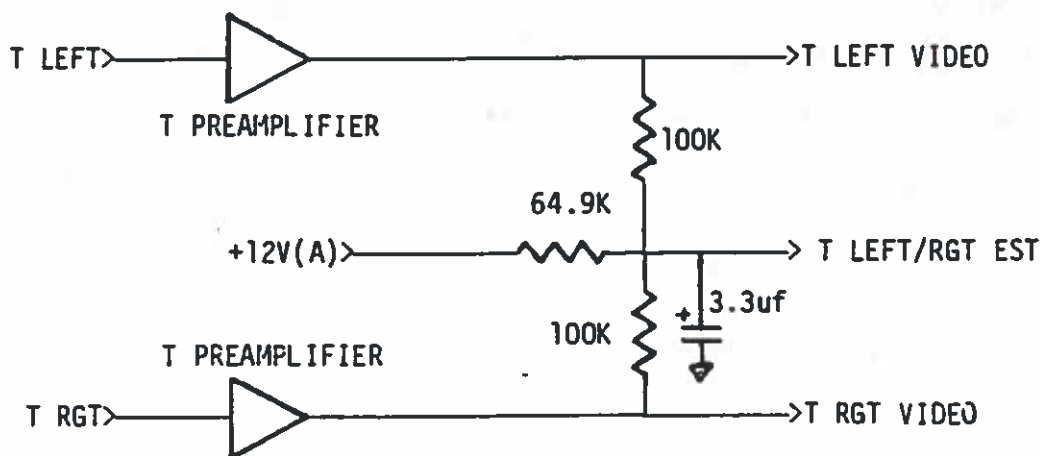 T LEFT
T LEFT VIDEO
T PREAMPLIFIER
100K
64.9K
+12V(A)
T LEFT/RGT EST
+
3.3uf
100K
T PREAMPLIFIER
T RGT
T RGT VIDEO